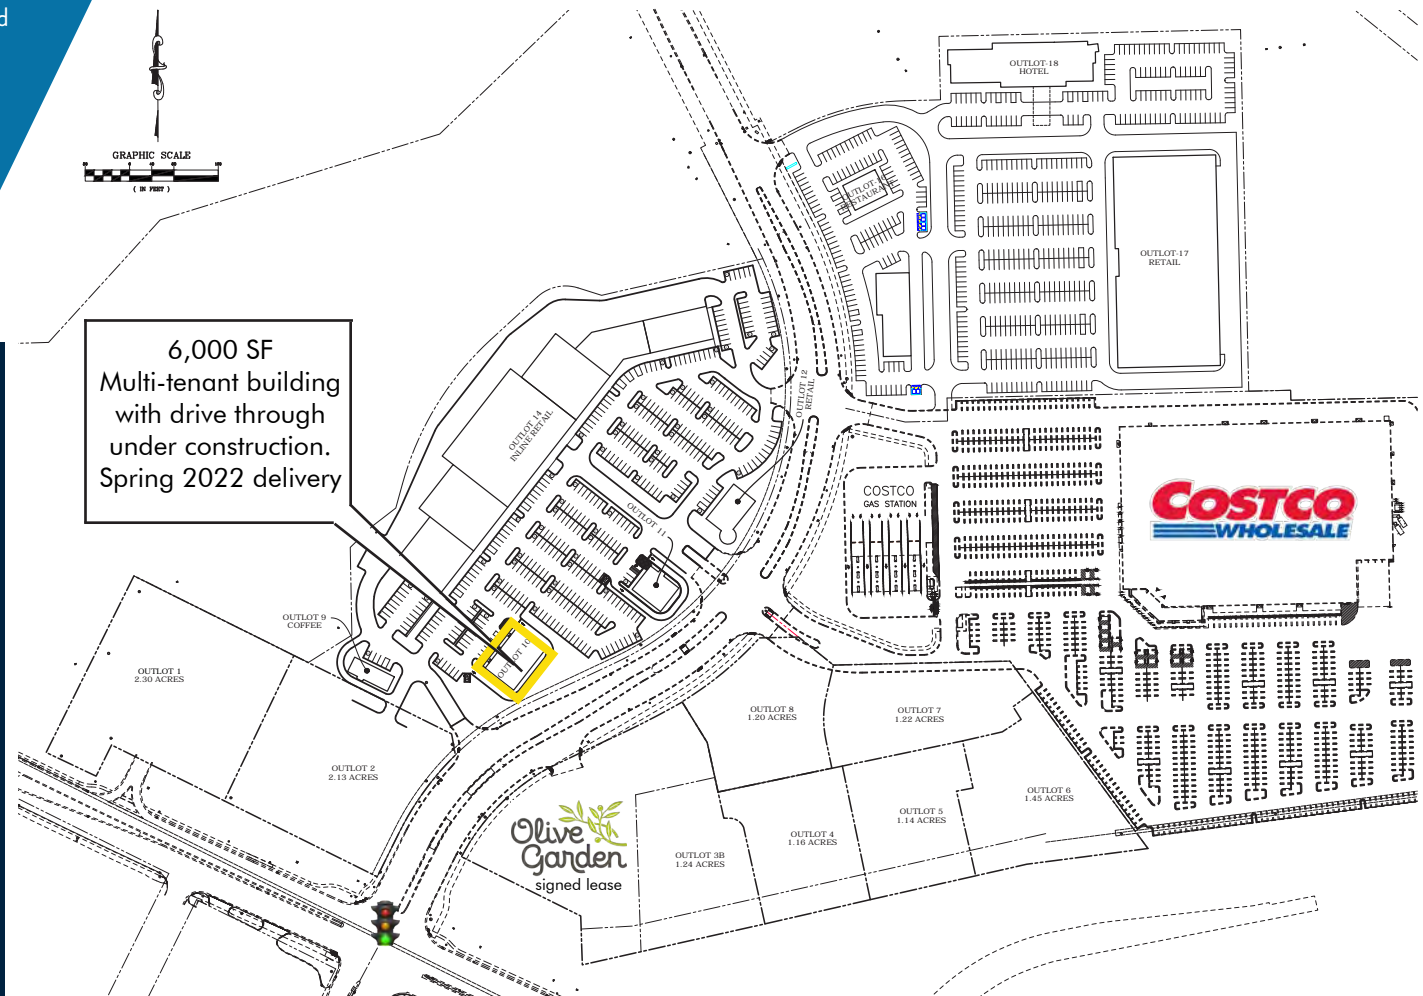 d
GRAPHIC SCALE
( IN FEET )
OUTLOT-18
HOTEL
OUTLOT-17
RETAIL
RESTAURANT
6,000 SF
Multi-tenant building
with drive through
under construction.
Spring 2022 delivery
OUTLOT 12
RETAIL
OUTLOT 14
INLINE RETAIL
COSTCO
GAS STATION
COSTCO
WHOLESALE
OUTLOT 9
COFFEE
OUTLOT 10
OUTLOT 1
2.30 ACRES
OUTLOT 2
2.13 ACRES
OUTLOT 8
1.20 ACRES
OUTLOT 7
1.22 ACRES
OUTLOT 6
1.45 ACRES
OUTLOT 5
1.14 ACRES
OUTLOT 4
1.16 ACRES
OUTLOT 3B
1.24 ACRES
Olive
Garden
signed lease